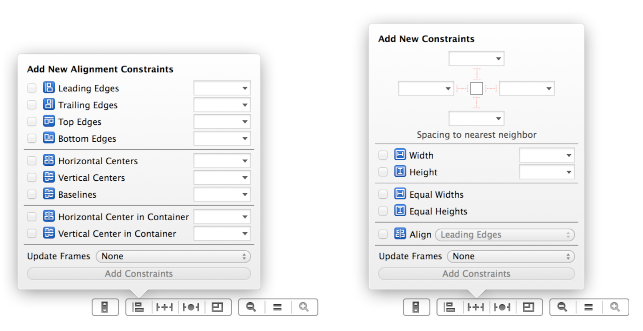 Add New Alignment Constraints
Leading Edges
Trailing Edges
Top Edges
Bottom Edges
Horizontal Centers
Vertical Centers
Baselines
Horizontal Center in Container
Vertical Center in Container
Update Frames None
Add Constraints
Add New Constraints
Spacing to nearest neighbor
Width
Height
Equal Widths
Equal Heights
Align Leading Edges
Update Frames None
Add Constraints